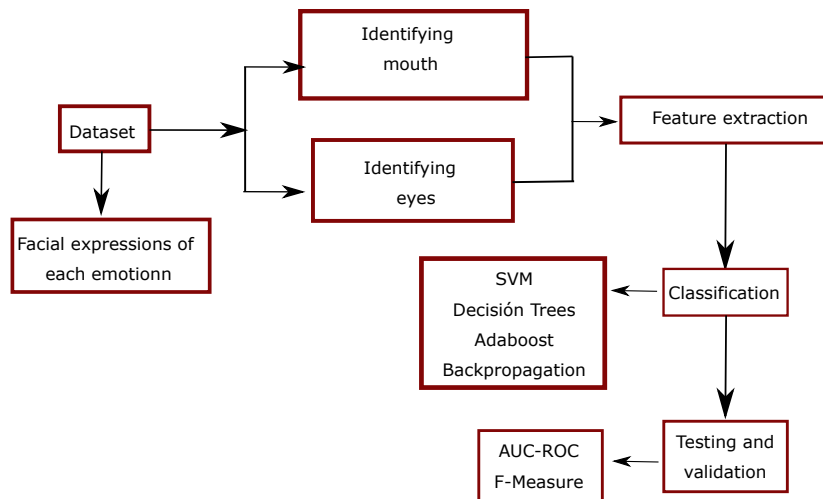 Identifying
mouth
Dataset
Feature extraction
Identifying
eyes
Facial expressions of
each emotionn
SVM
Decisión Trees
Adaboost
Backpropagation
Classification
AUC-ROC
F-Measure
Testing and
validation